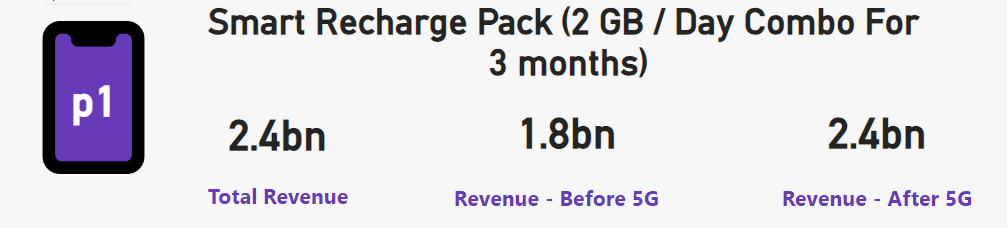 Smart Recharge Pack (2 GB / Day Combo For
3 months)
p1
2.4bn
1.8bn
2.4bn
Total Revenue
Revenue - Before 5G
Revenue - After 5G